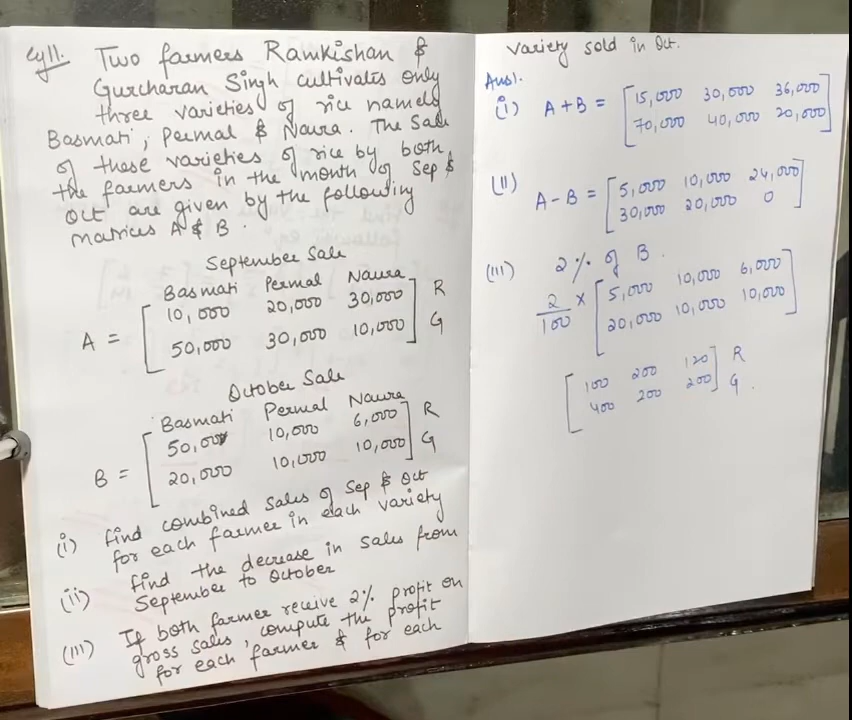 eg 11. Two farmers Ramkishan &
Gurcharan Singh cultivates only
three varieties of rice namely
Basmati, Permal & Naura. The Sale
of these varieties of rice by both
the farmers in the month of Sep &
Oct are given by the following
matrices A & B.
September Sale
Basmati Permal Naura
10,000 20,000 30,000 R
A =
50,000 30,000 10,000 G
October Sale
Basmati Permal Naura
50,000 10,000 6,000 R
B =
20,000 10,000 10,000 G
(i) find combined sales of Sep & Oct
for each farmer in each variety
(ii) find the decrease in sales from
September to October
(III) If both farmer receive 2% profit on
gross sales, compute the profit
for each farmer & for each
variety sold in Oct.
Ans).
(i) A+B = 15,000 30,000 36,000
70,000 40,000 20,000
(II) A-B = 5,000 10,000 24,000
30,000 20,000 0
(III) 2% of B.
2/100 × 5,000 10,000 6,000
20,000 10,000 10,000
100 200 120 R
400 200 200 G.